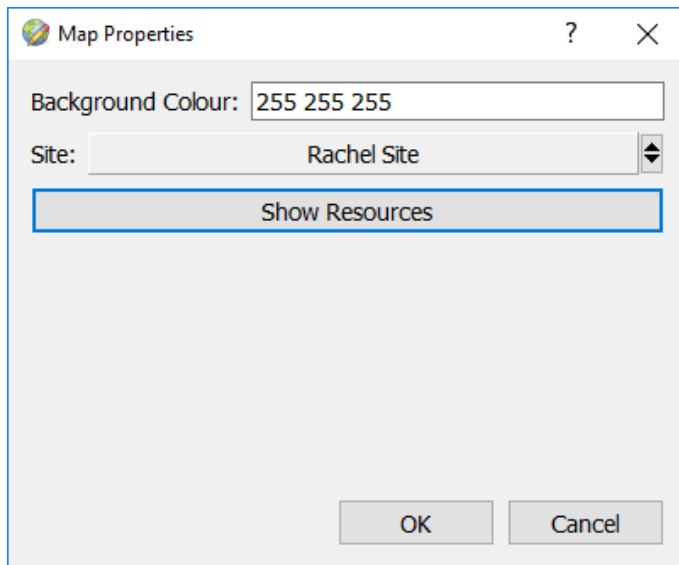 Map Properties ?
Background Colour: 255 255 255
Site: Rachel Site
Show Resources
OK Cancel